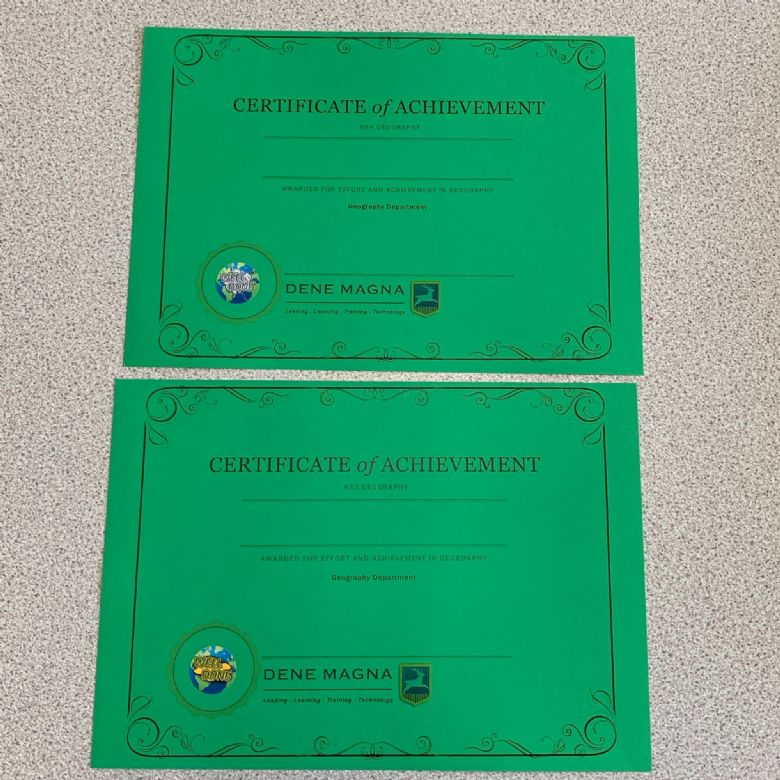 CERTIFICATE of ACHIEVEMENT
KS4 GEOGRAPHY
AWARDED FOR EFFORT AND ACHIEVEMENT IN GEOGRAPHY
Geography Department
WELL
DONE
DENE MAGNA
Leading : Learning : Training : Technology
CERTIFICATE of ACHIEVEMENT
KS3 GEOGRAPHY
AWARDED FOR EFFORT AND ACHIEVEMENT IN GEOGRAPHY
Geography Department
WELL
DONE
DENE MAGNA
Leading : Learning : Training : Technology